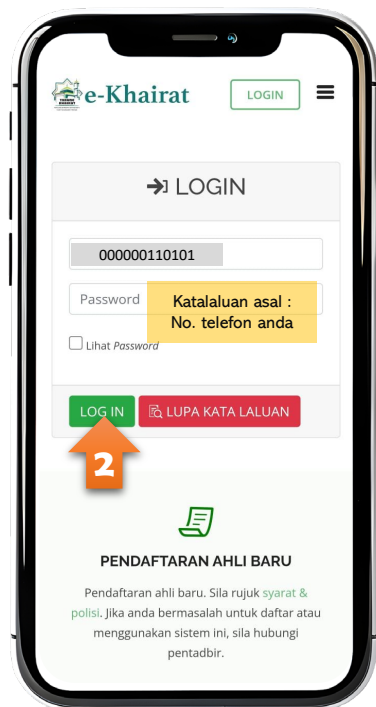 e-Khairat
LOGIN
LOGIN
000000110101
Password
Katalaluan asal :
No. telefon anda
Lihat Password
LOG IN
LUPA KATA LALUAN
2
PENDAFTARAN AHLI BARU
Pendaftaran ahli baru. Sila rujuk syarat &
polisi. Jika anda bermasalah untuk daftar atau
menggunakan sistem ini, sila hubungi
pentadbir.